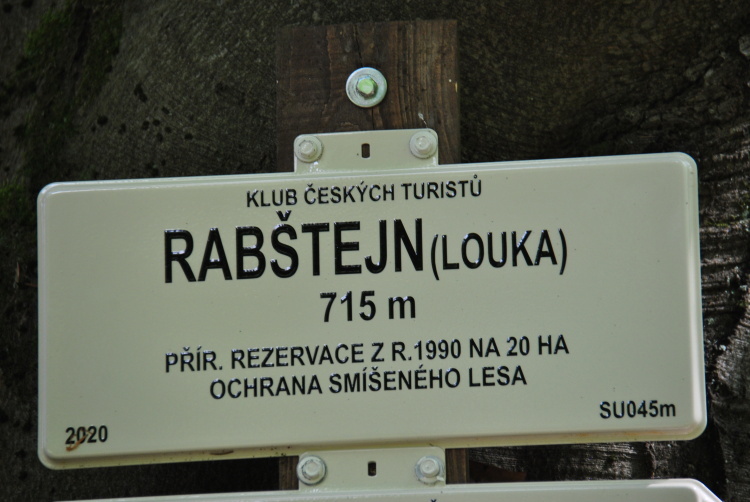 KLUB ČESKÝCH TURISTŮ
RABŠTEJN (LOUKA)
715 m
PŘÍR. REZERVACE Z R.1990 NA 20 HA
OCHRANA SMÍŠENÉHO LESA
2020
SU045m